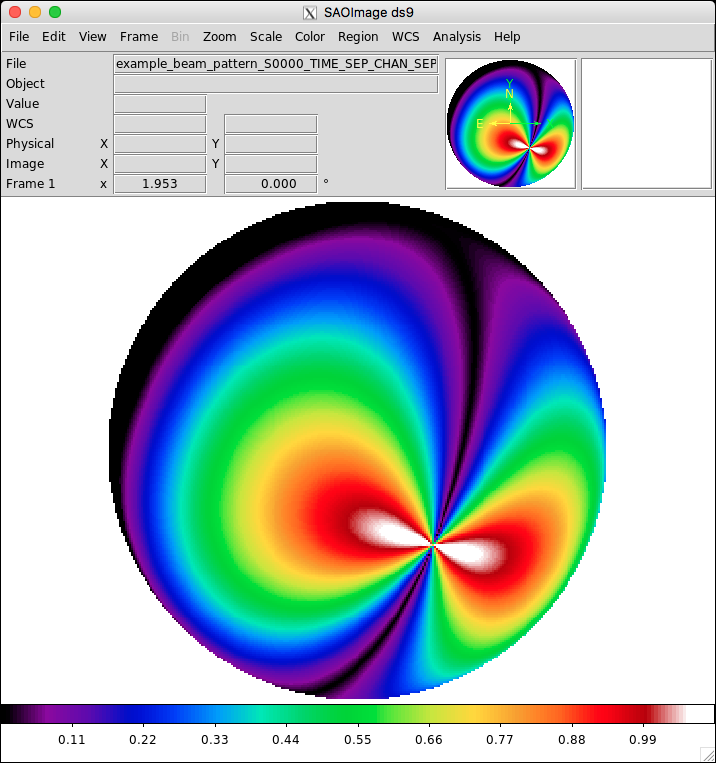 SAOImage ds9
File Edit View Frame Bin Zoom Scale Color Region WCS Analysis Help
File example_beam_pattern_S0000_TIME_SEP_CHAN_SEP
Object
Value
WCS
Physical X Y
Image X Y
Frame 1 x 1.953 0.000 °
Y
N
E X
0.11 0.22 0.33 0.44 0.55 0.66 0.77 0.88 0.99